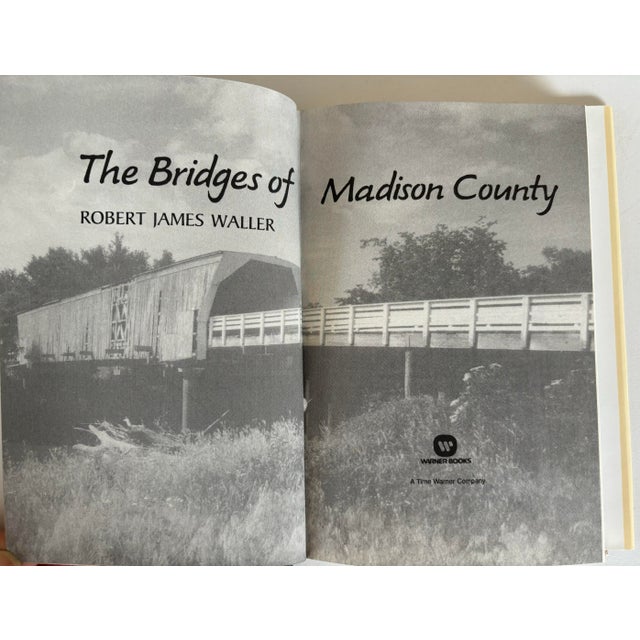 The Bridges of Madison County
ROBERT JAMES WALLER
WARNER BOOKS
A Time Warner Company